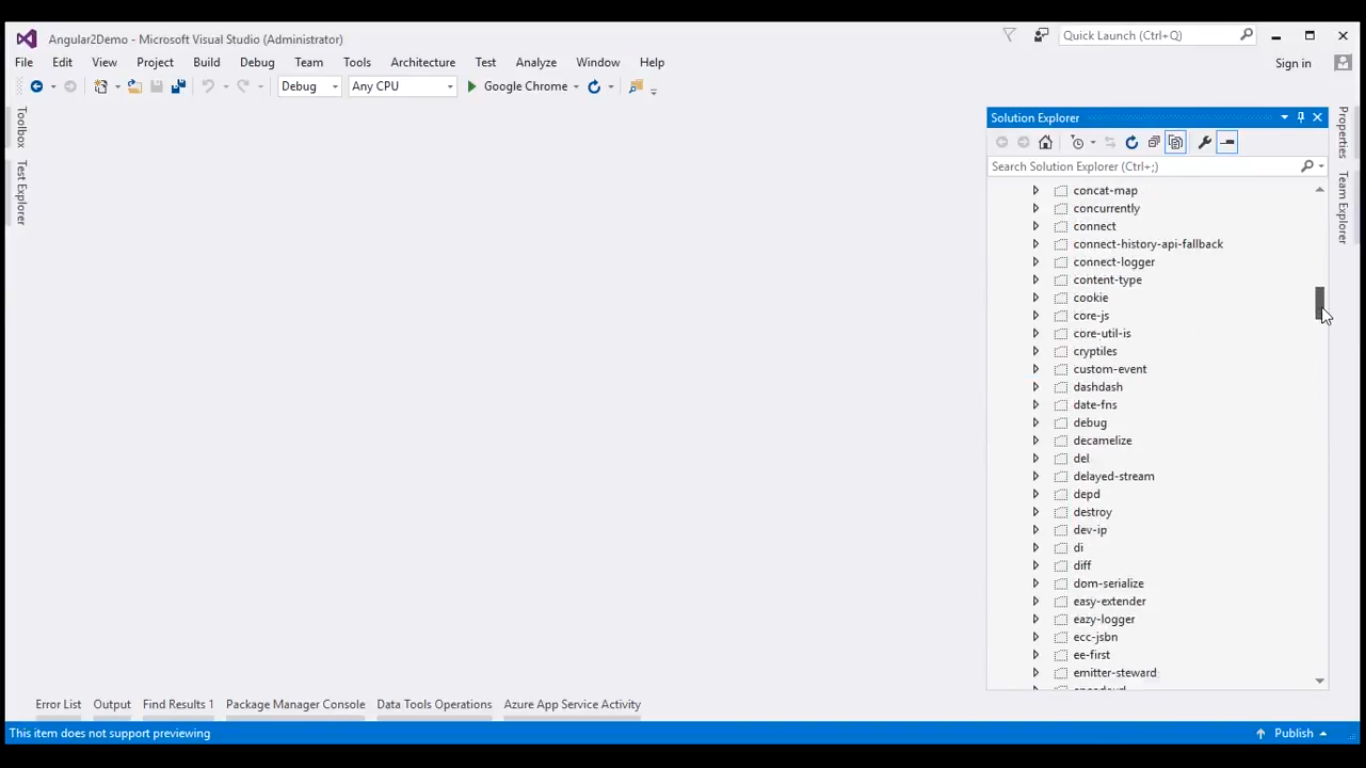 Angular2Demo - Microsoft Visual Studio (Administrator)
Quick Launch (Ctrl+Q)
File Edit View Project Build Debug Team Tools Architecture Test Analyze Window Help
Sign in
Debug Any CPU Google Chrome
Toolbox
Test Explorer
Solution Explorer
Search Solution Explorer (Ctrl+;)
concat-map
concurrently
connect
connect-history-api-fallback
connect-logger
content-type
cookie
core-js
core-util-is
cryptiles
custom-event
dashdash
date-fns
debug
decamelize
del
delayed-stream
depd
destroy
dev-ip
di
diff
dom-serialize
easy-extender
eazy-logger
ecc-jsbn
ee-first
emitter-steward
Properties
Team Explorer
Error List Output Find Results 1 Package Manager Console Data Tools Operations Azure App Service Activity
This item does not support previewing
Publish